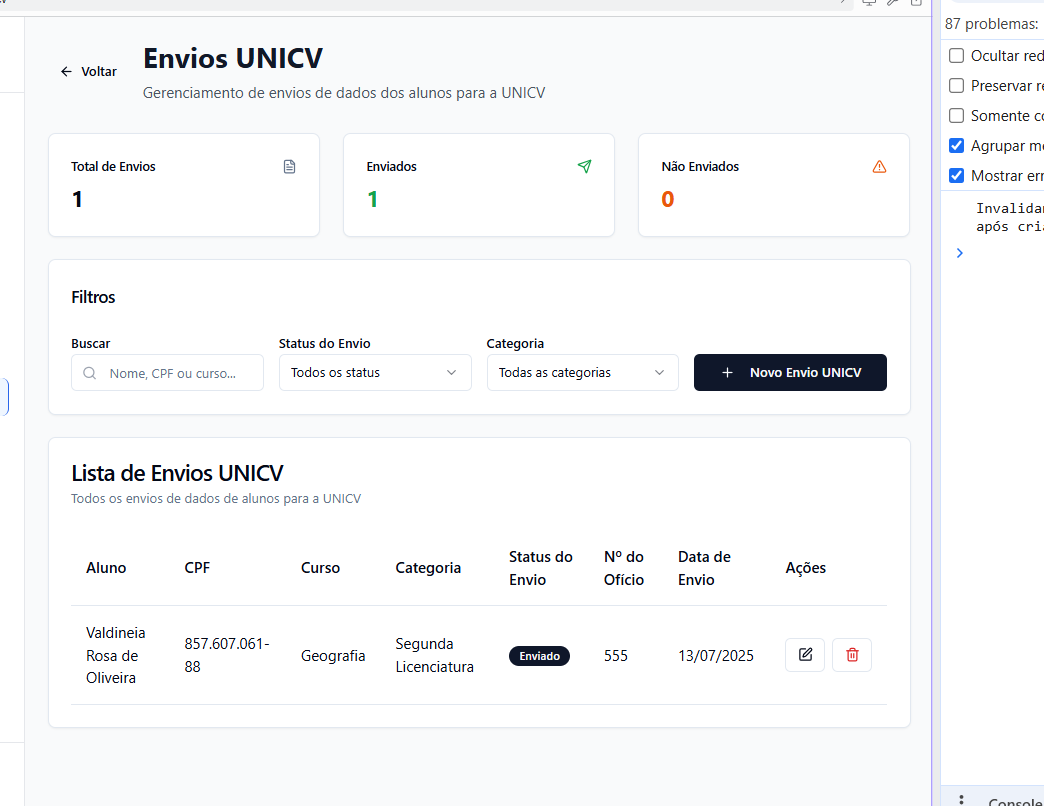 Voltar
Envios UNICV
Gerenciamento de envios de dados dos alunos para a UNICV
Total de Envios
1
Enviados
1
Não Enviados
0
Filtros
Buscar
Nome, CPF ou curso...
Status do Envio
Todos os status
Categoria
Todas as categorias
Novo Envio UNICV
Lista de Envios UNICV
Todos os envios de dados de alunos para a UNICV
Aluno
CPF
Curso
Categoria
Status do
Envio
Nº do
Ofício
Data de
Envio
Ações
Valdineia
Rosa de
Oliveira
857.607.061-
88
Geografia
Segunda
Licenciatura
Enviado
555
13/07/2025
87 problemas:
Ocultar red
Preservar re
Somente co
Agrupar me
Mostrar err
Invalidan
após cria
Console